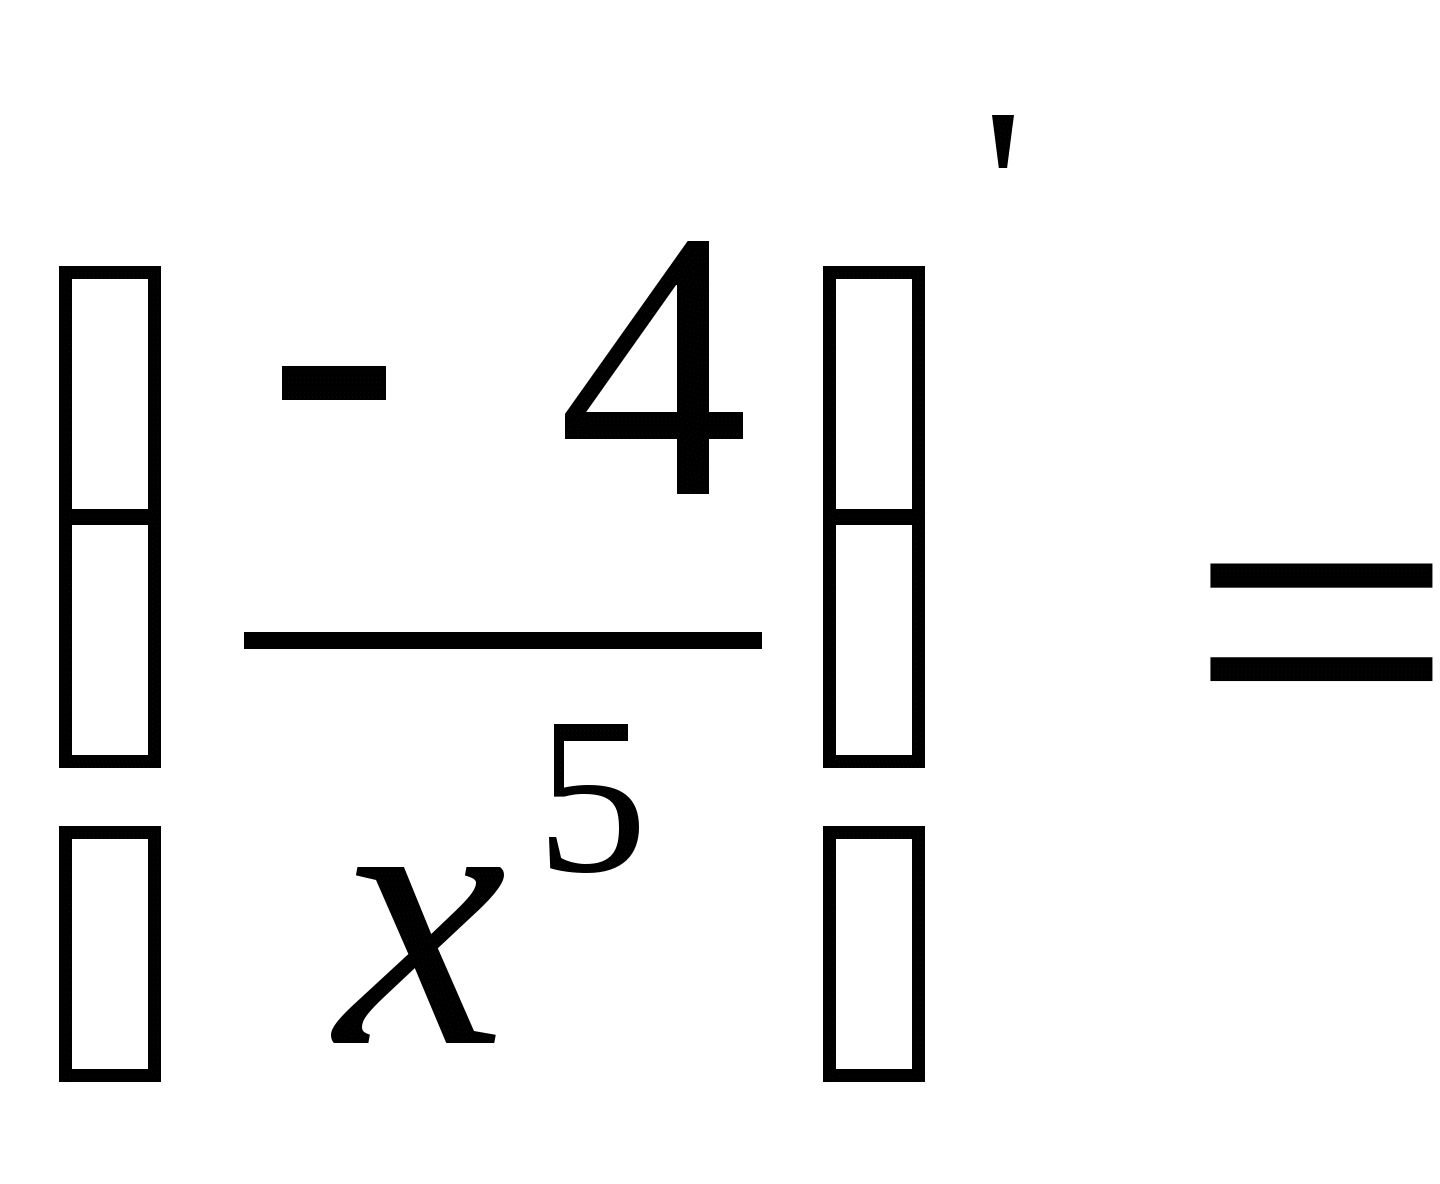 (-4/x^5)' =